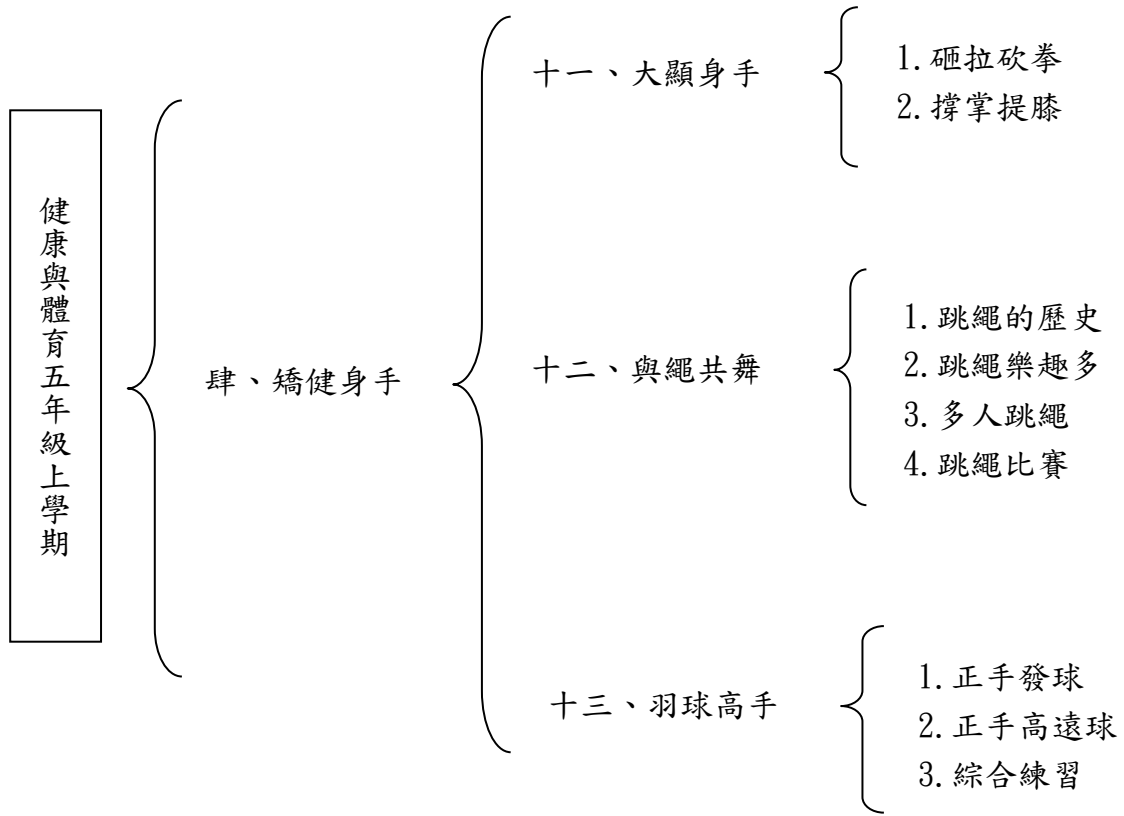 健康與體育五年級上學期
肆、矯健身手
十一、大顯身手
1.砸拉砍拳
2.撐掌提膝
十二、與繩共舞
1.跳繩的歷史
2.跳繩樂趣多
3.多人跳繩
4.跳繩比賽
十三、羽球高手
1.正手發球
2.正手高遠球
3.綜合練習